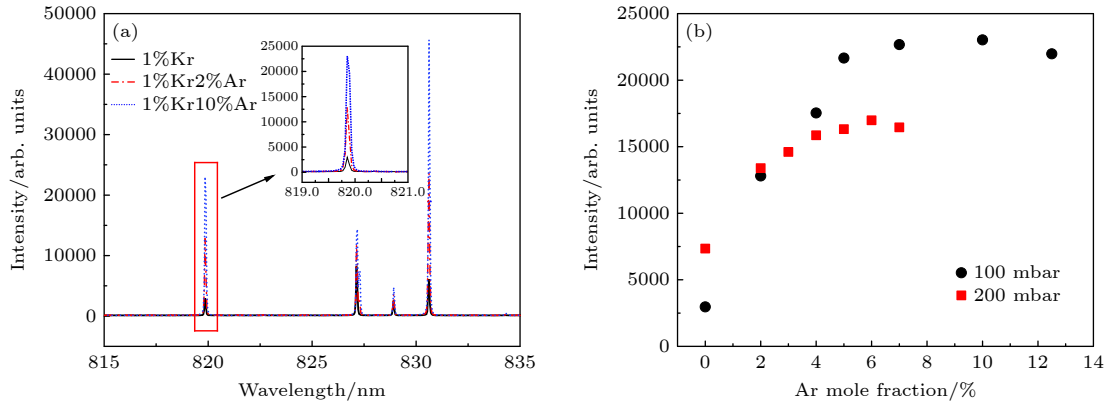 (a)
50000
40000
30000
20000
10000
0
Intensity/arb. units
1%Kr
1%Kr2%Ar
1%Kr10%Ar
25000
20000
15000
10000
5000
0
819.0 820.0 821.0
815 820 825 830 835
Wavelength/nm
(b)
25000
20000
15000
10000
5000
0
Intensity/arb. units
100 mbar
200 mbar
0 2 4 6 8 10 12 14
Ar mole fraction/%